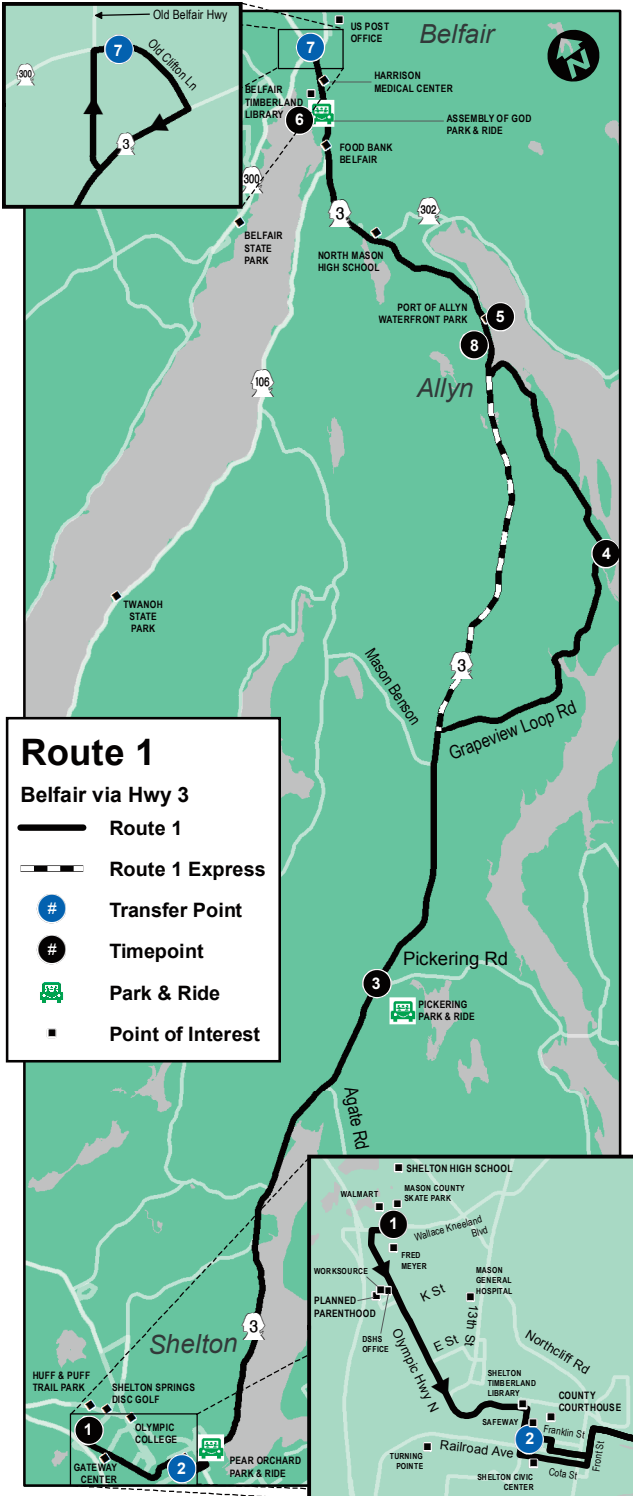 Old Belfair Hwy
7
Old Clifton Ln
300
3
US POST
OFFICE
Belfair
N
7
HARRISON
MEDICAL CENTER
BELFAIR
TIMBERLAND
LIBRARY
6
ASSEMBLY OF GOD
PARK & RIDE
FOOD BANK
BELFAIR
300
3
302
BELFAIR
STATE
PARK
NORTH MASON
HIGH SCHOOL
PORT OF ALLYN
WATERFRONT PARK
5
8
Allyn
106
4
TWANOH
STATE
PARK
Mason Benson
3
Grapeview Loop Rd
Route 1
Belfair via Hwy 3
Route 1
Route 1 Express
# Transfer Point
# Timepoint
Park & Ride
Point of Interest
Pickering Rd
3
PICKERING
PARK & RIDE
Agate Rd
3
Shelton
HUFF & PUFF
TRAIL PARK
SHELTON SPRINGS
DISC GOLF
1
OLYMPIC
COLLEGE
GATEWAY
CENTER
2
PEAR ORCHARD
PARK & RIDE
SHELTON HIGH SCHOOL
WALMART
MASON COUNTY
SKATE PARK
1
Wallace Kneeland
Blvd
FRED
MEYER
WORKSOURCE
PLANNED
PARENTHOOD
DSHS
OFFICE
K St
MASON
GENERAL
HOSPITAL
13th St
E St
Olympic Hwy N
Northcliff Rd
SHELTON
TIMBERLAND
LIBRARY
COUNTY
COURTHOUSE
SAFEWAY
2
Franklin St
Front St
TURNING
POINTE
Railroad Ave
Cota St
SHELTON CIVIC
CENTER